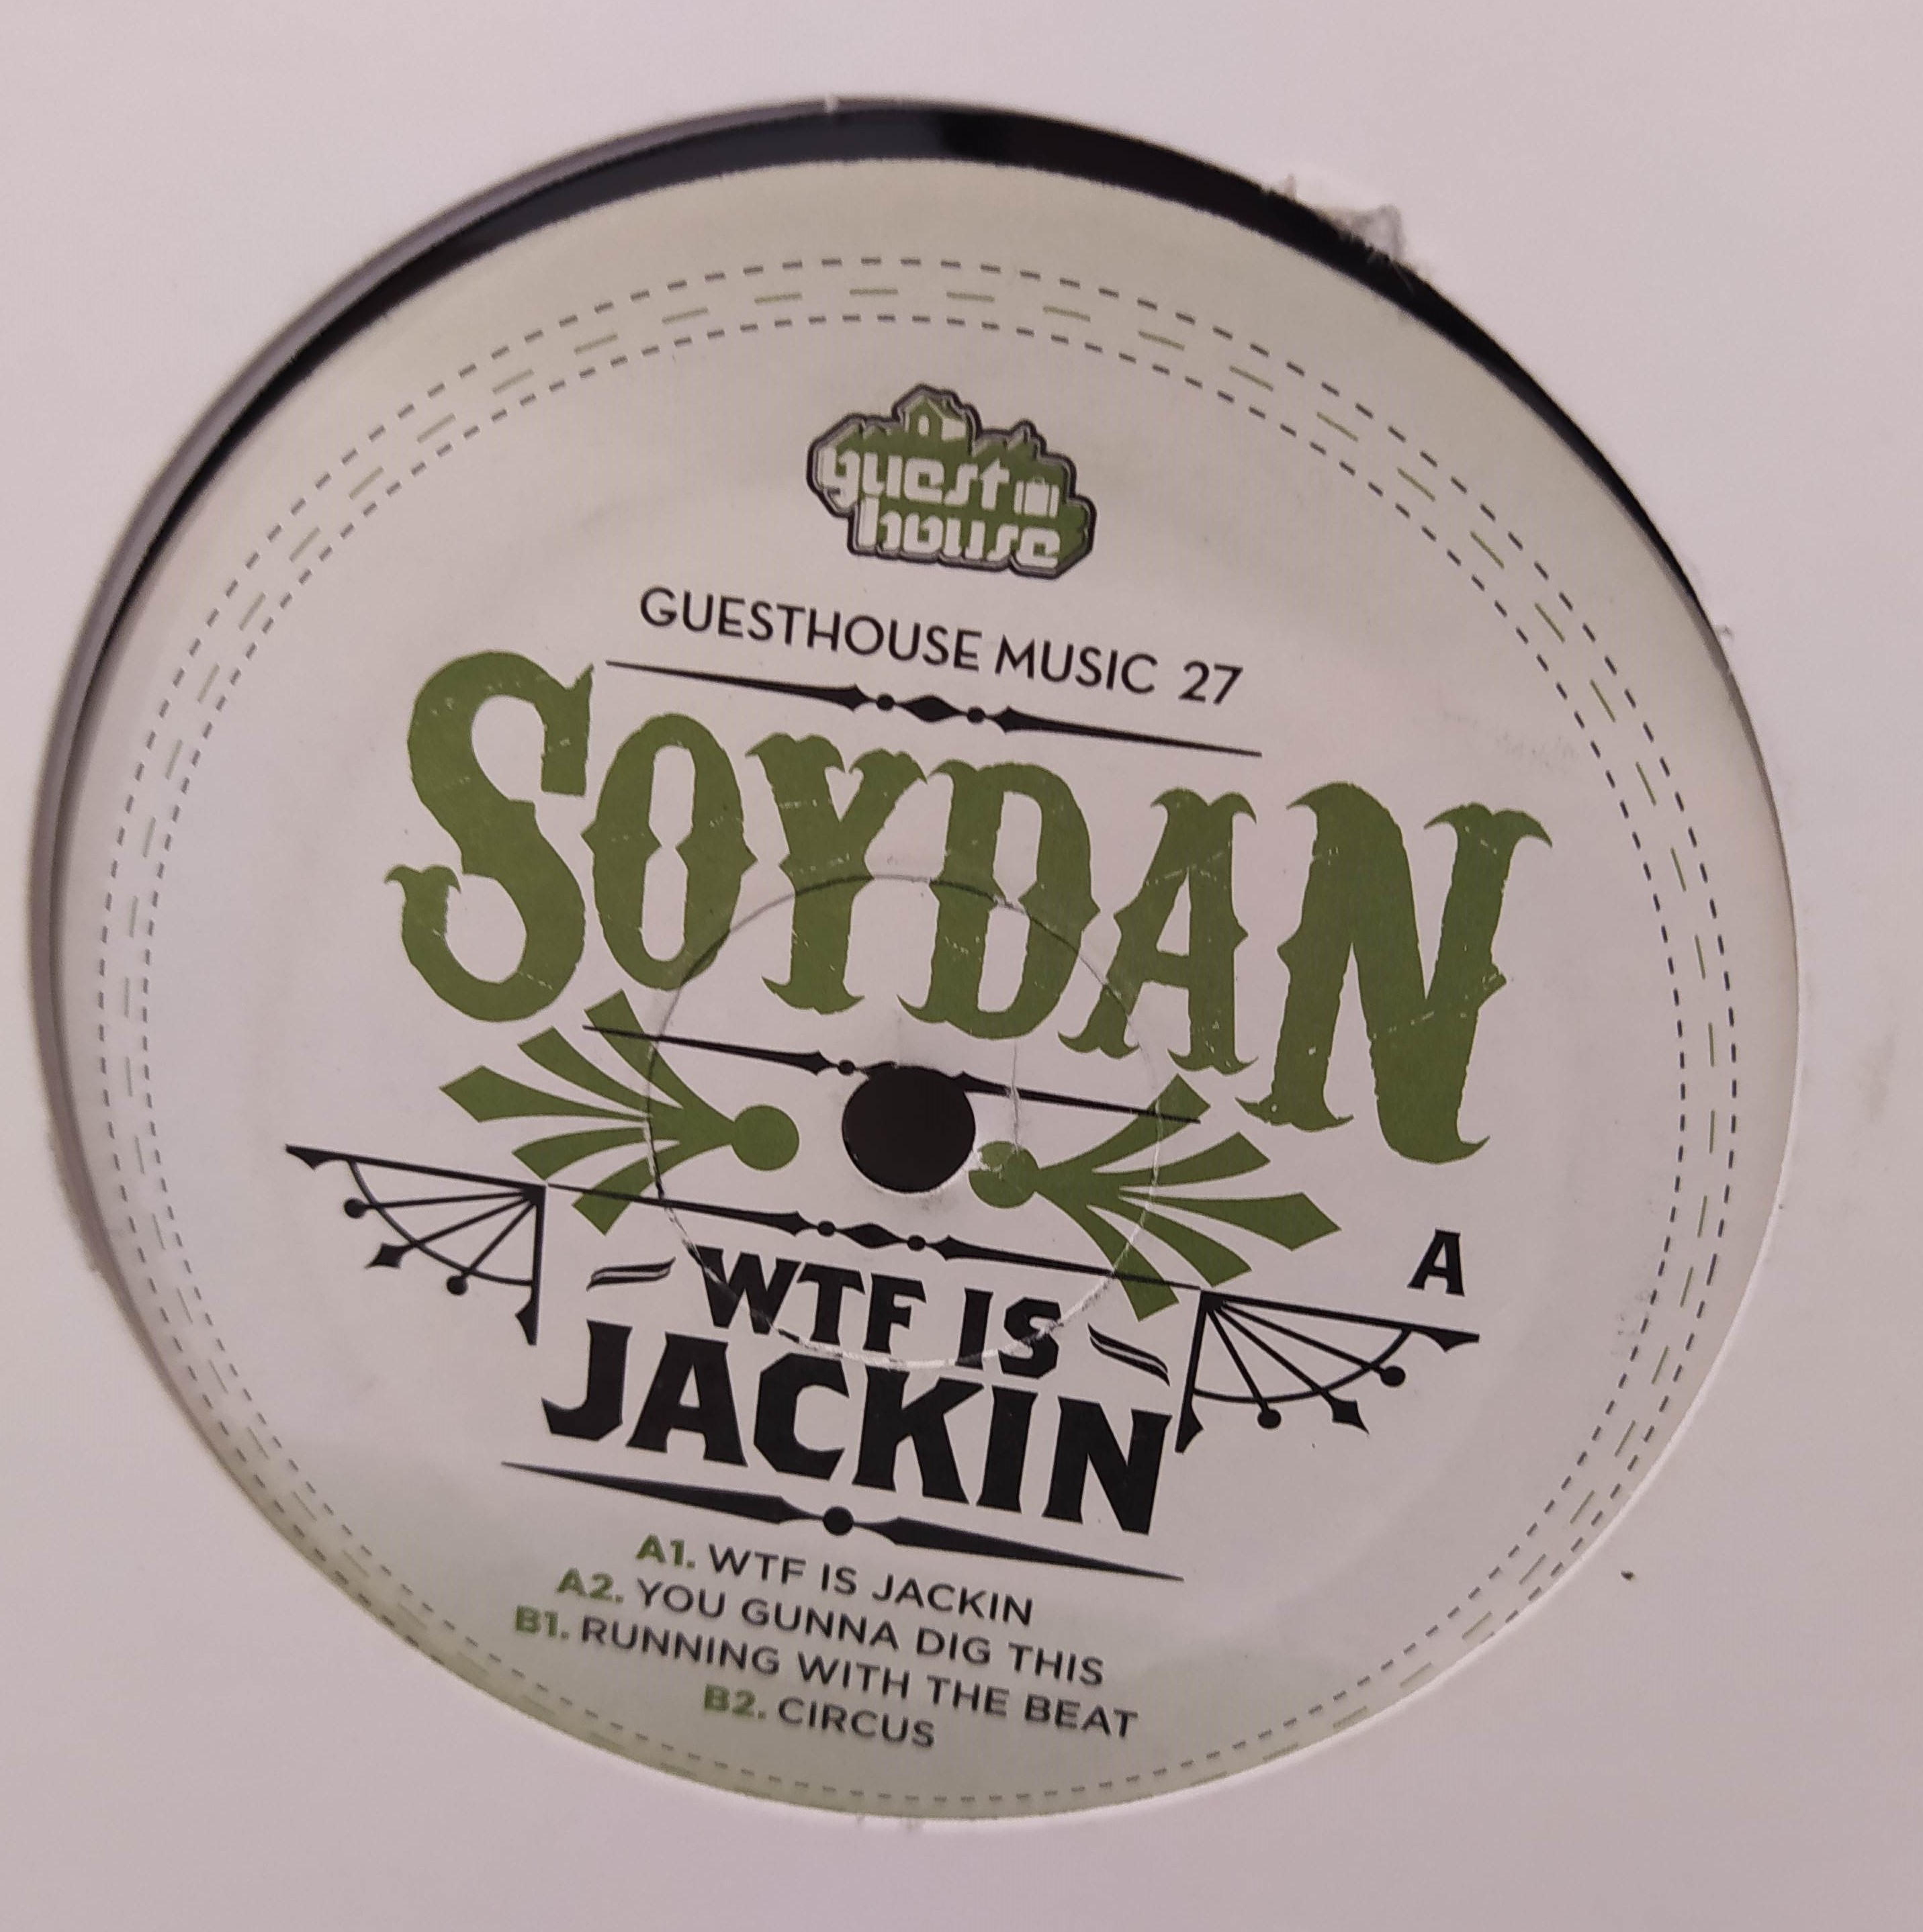 guest
house
GUESTHOUSE MUSIC 27
SOYDAN
A
WTF IS
JACKIN
A1. WTF IS JACKIN
A2. YOU GUNNA DIG THIS
B1. RUNNING WITH THE BEAT
B2. CIRCUS